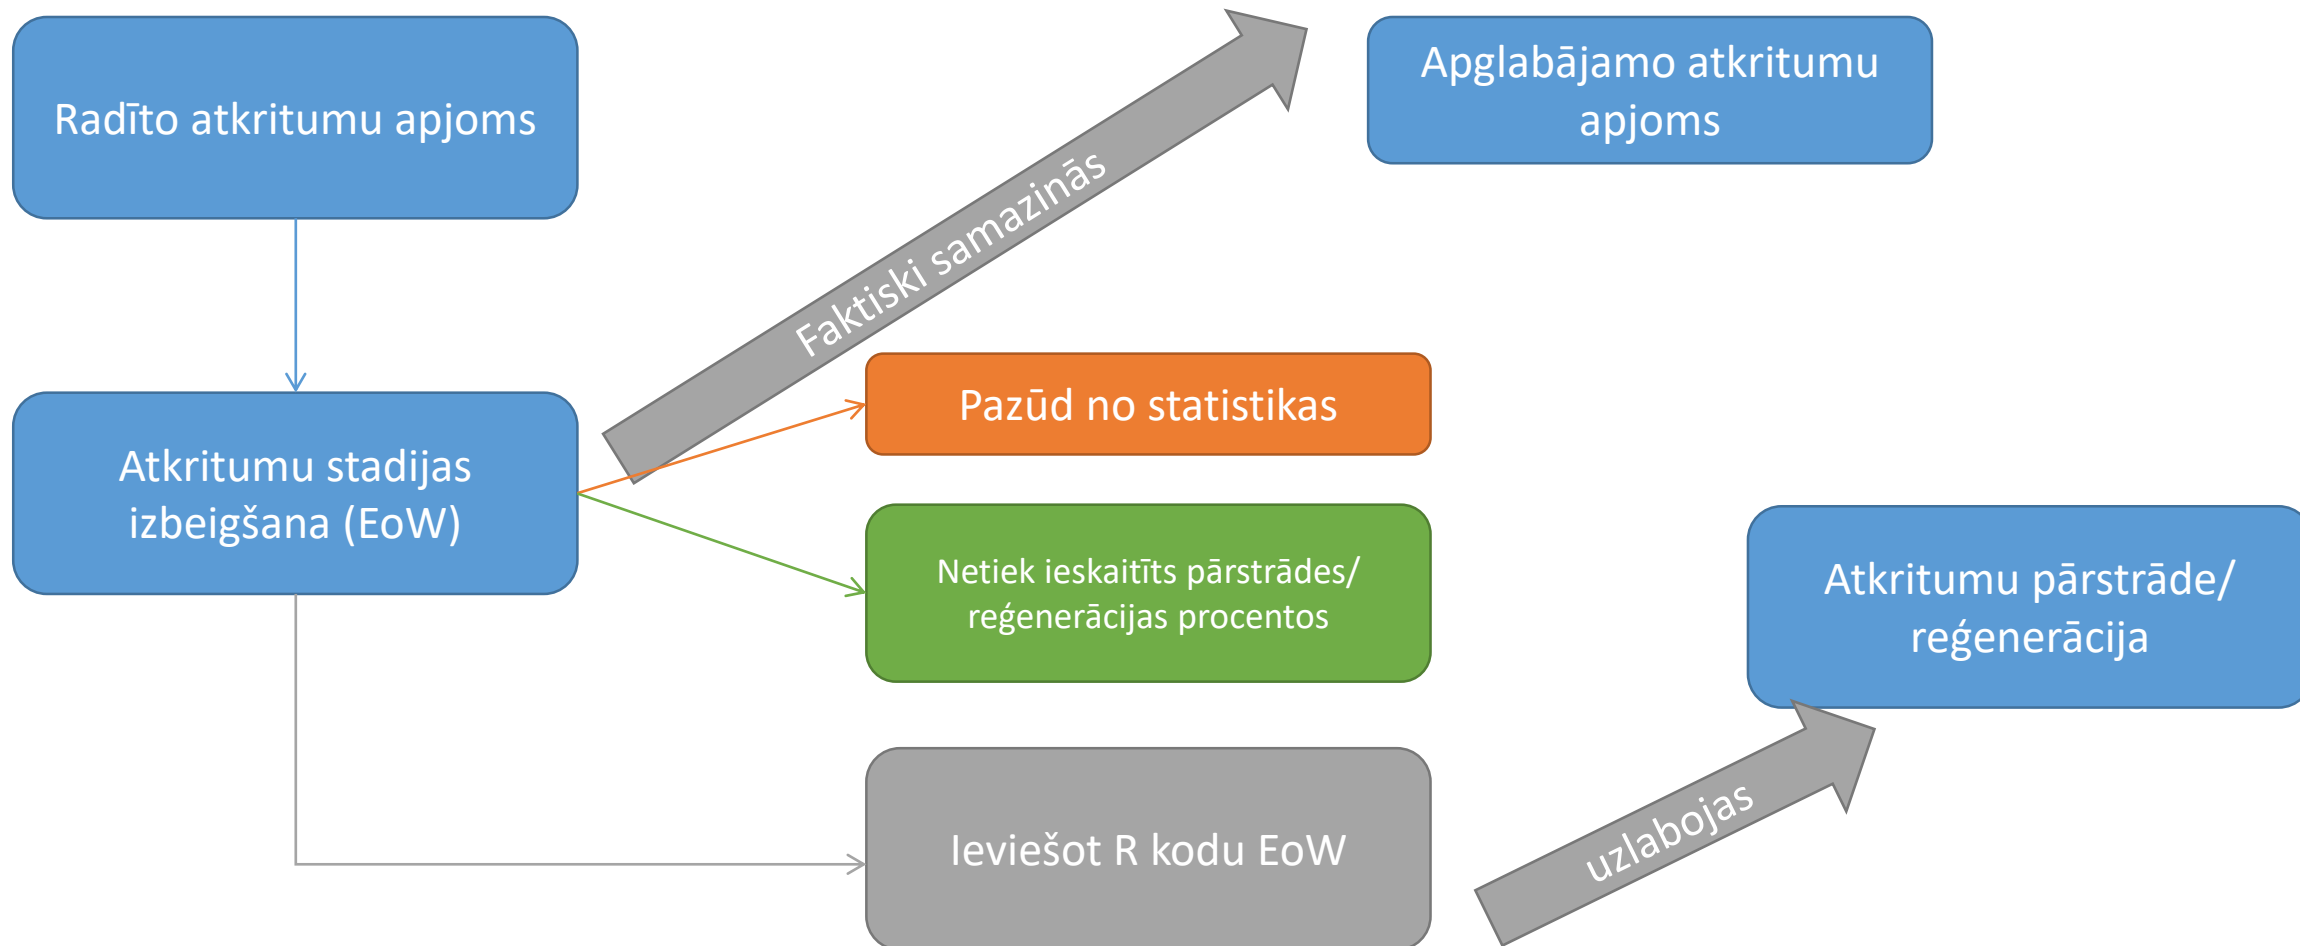 Radīto atkritumu apjoms
Apglabājamo atkritumu
apjoms
Faktiski samazinās
Atkritumu stadijas
izbeigšana (EoW)
Pazūd no statistikas
Netiek ieskaitīts pārstrādes/
reģenerācijas procentos
Atkritumu pārstrāde/
reģenerācija
Ieviešot R kodu EoW
uzlabojas